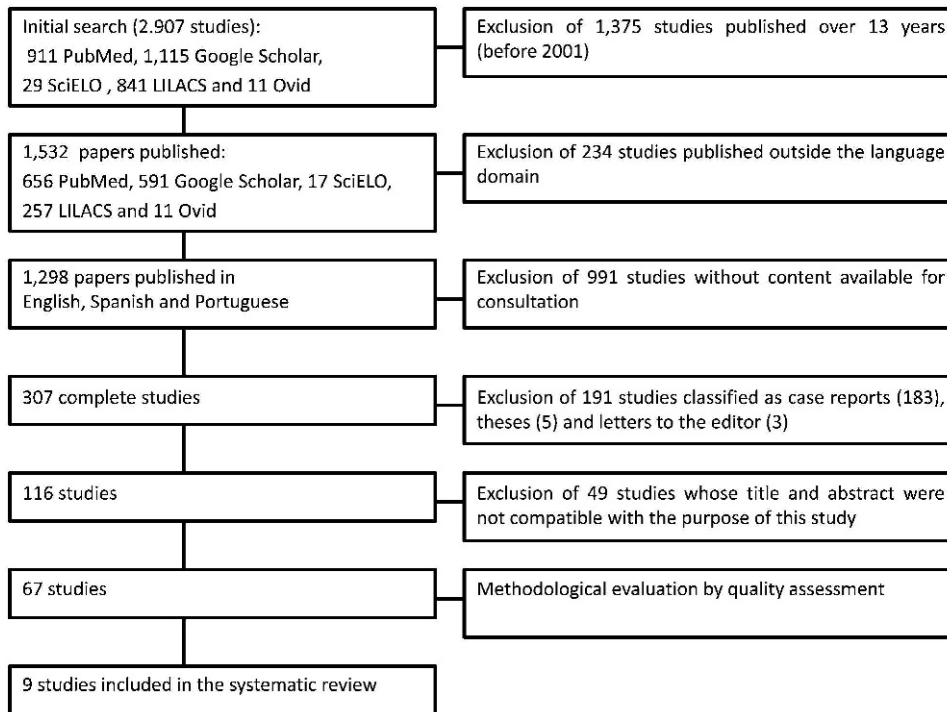 Initial search (2.907 studies):
911 PubMed, 1,115 Google Scholar,
29 SciELO , 841 LILACS and 11 Ovid
Exclusion of 1,375 studies published over 13 years
(before 2001)
1,532 papers published:
656 PubMed, 591 Google Scholar, 17 SciELO,
257 LILACS and 11 Ovid
Exclusion of 234 studies published outside the language
domain
1,298 papers published in
English, Spanish and Portuguese
Exclusion of 991 studies without content available for
consultation
307 complete studies
Exclusion of 191 studies classified as case reports (183),
theses (5) and letters to the editor (3)
116 studies
Exclusion of 49 studies whose title and abstract were
not compatible with the purpose of this study
67 studies
Methodological evaluation by quality assessment
9 studies included in the systematic review